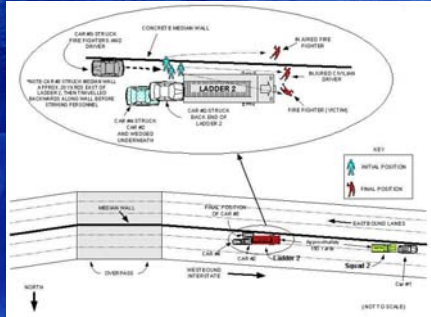 CAR #3 STRUCK
FIRE FIGHTERS AND
DRIVER
CONCRETE MEDIAN WALL
INJURED FIRE
FIGHTER
*NOTE CAR #3 STRUCK MEDIAN WALL
APPROX. 20 YARDS EAST OF
LADDER 2, THEN TRAVELLED
BACKWARDS ALONG WALL BEFORE
STRIKING PERSONNEL
LADDER 2
INJURED CIVILIAN
DRIVER
CAR #4 STRUCK
CAR #2
AND WEDGED
UNDERNEATH
CAR #2 STRUCK
BACK END OF
LADDER 2
FIRE FIGHTER (VICTIM)
KEY
INITIAL POSITION
FINAL POSITION
MEDIAN WALL
FINAL POSITION
OF CAR #3
EASTBOUND LANES
Approximately
Ladder 2
Squad 2
Car #1
OVERPASS
WESTBOUND
INTERSTATE
NORTH
(NOT TO SCALE)